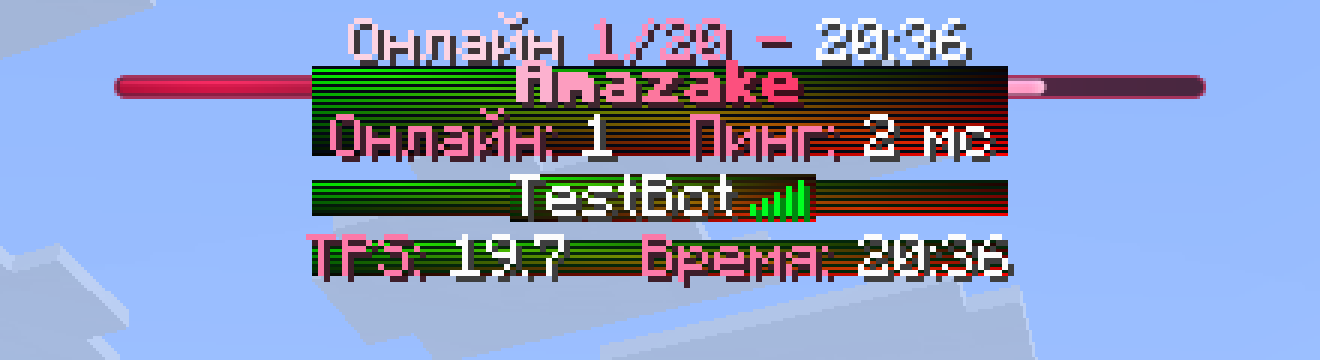 Онлайн 1/20 - 20:36
Amazake
Онлайн: 1 Пинг: 2 мс
TestBot
TPS: 19.7 Время: 20:36